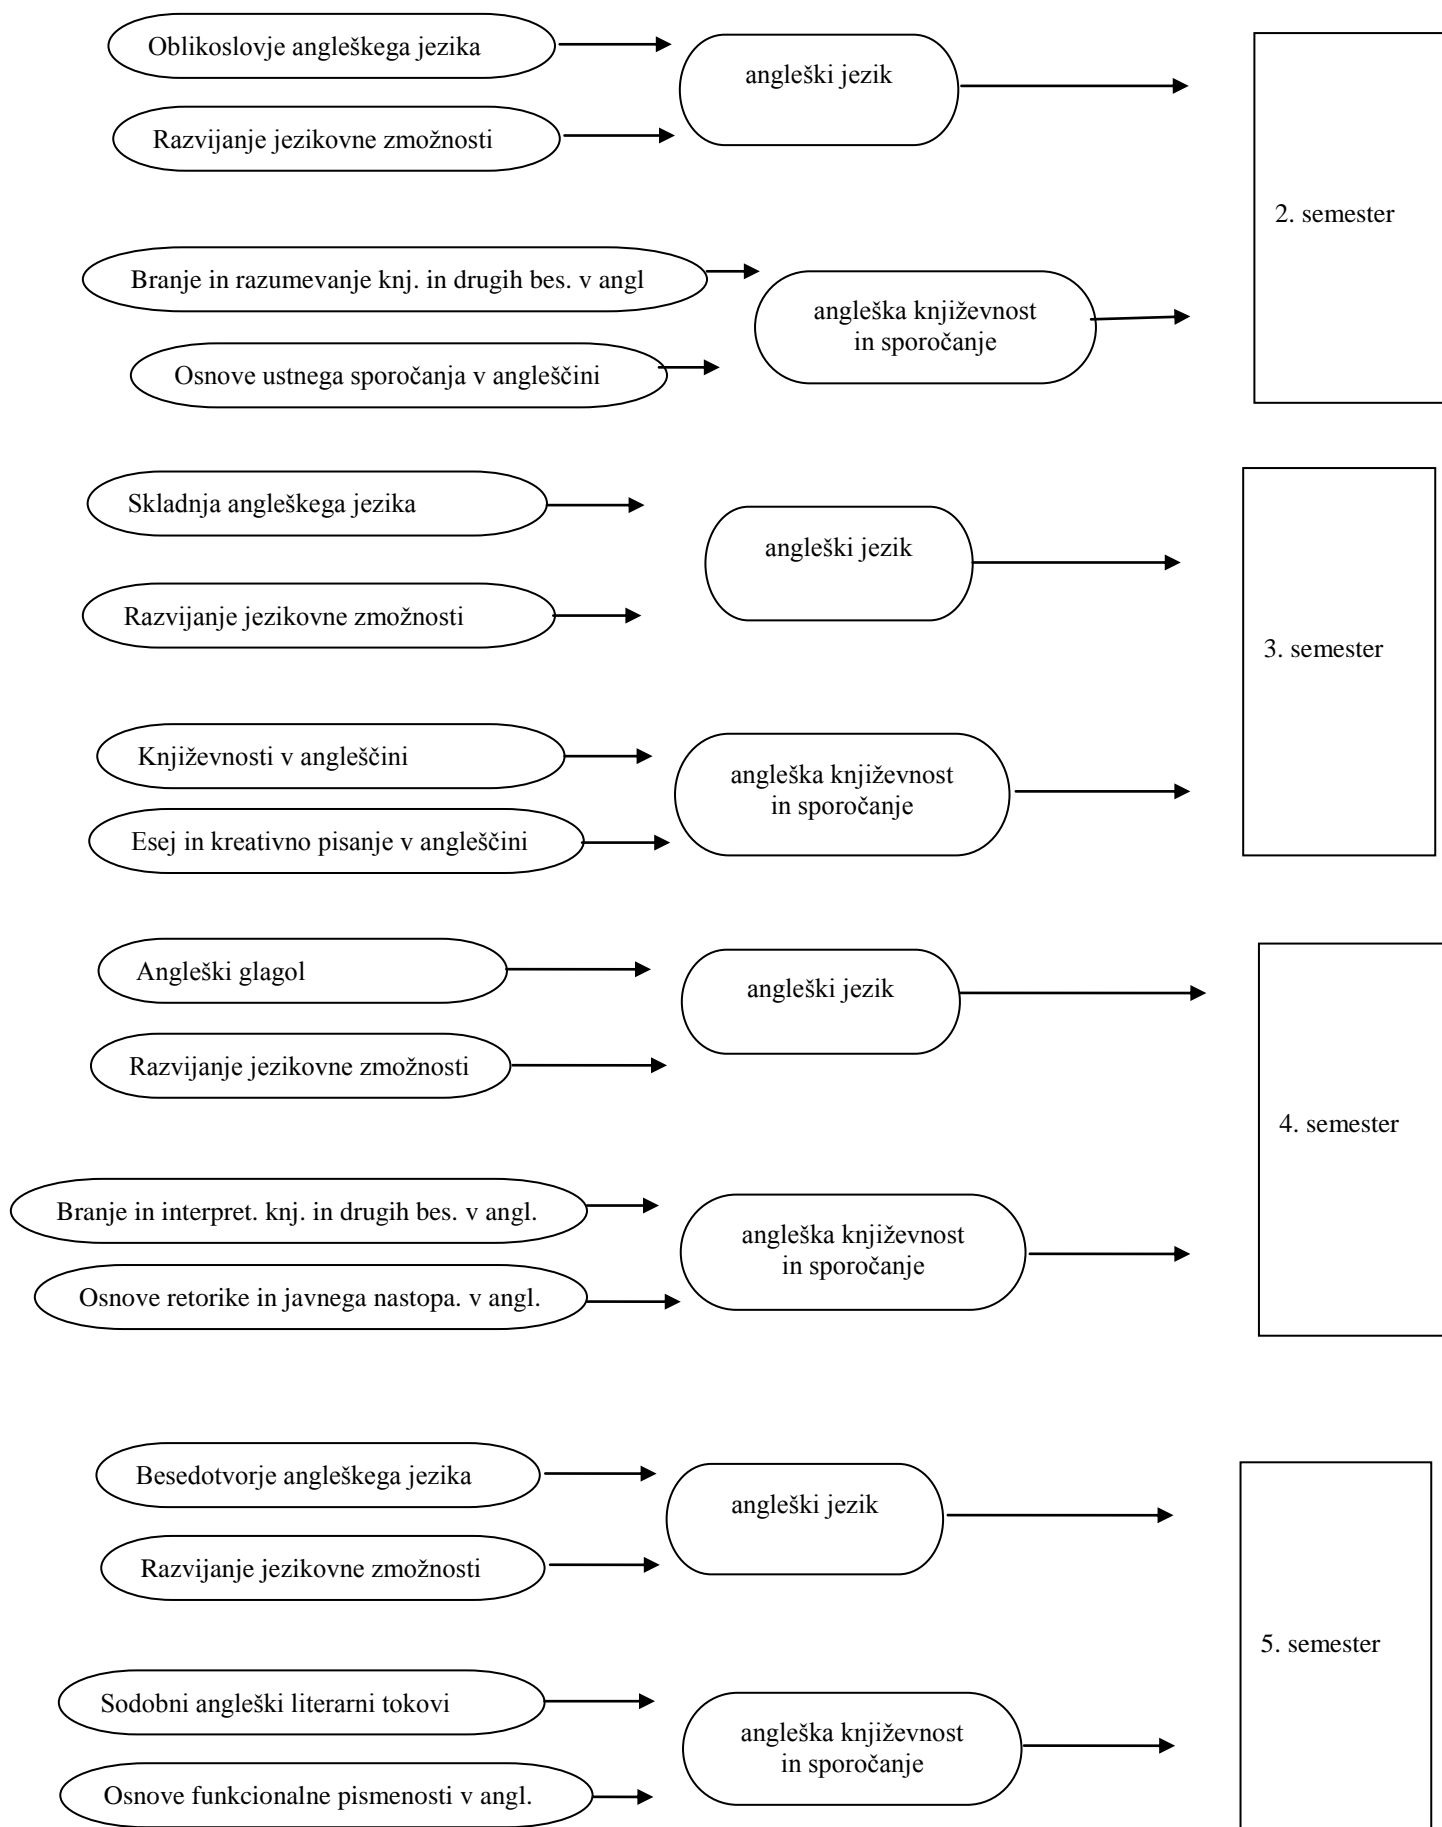 Oblikoslovje angleškega jezika
angleški jezik
Razvijanje jezikovne zmožnosti
2. semester
Branje in razumevanje knj. in drugih bes. v angl
angleška književnost
in sporočanje
Osnove ustnega sporočanja v angleščini
Skladnja angleškega jezika
angleški jezik
Razvijanje jezikovne zmožnosti
3. semester
Književnosti v angleščini
angleška književnost
in sporočanje
Esej in kreativno pisanje v angleščini
Angleški glagol
angleški jezik
Razvijanje jezikovne zmožnosti
4. semester
Branje in interpret. knj. in drugih bes. v angl.
angleška književnost
in sporočanje
Osnove retorike in javnega nastopa. v angl.
Besedotvorje angleškega jezika
angleški jezik
Razvijanje jezikovne zmožnosti
5. semester
Sodobni angleški literarni tokovi
angleška književnost
in sporočanje
Osnove funkcionalne pismenosti v angl.